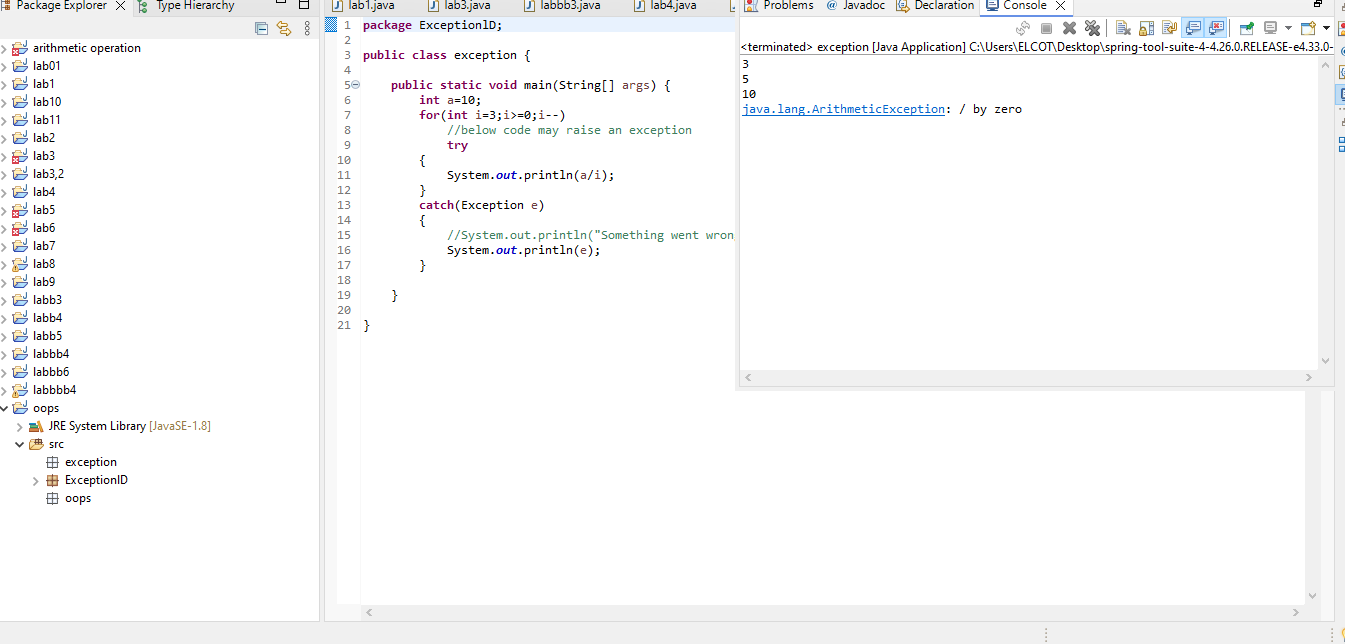 Package Explorer Type Hierarchy
arithmetic operation
lab01
lab1
lab10
lab11
lab2
lab3
lab3,2
lab4
lab5
lab6
lab7
lab8
lab9
labb3
labb4
labb5
labbb4
labbb6
labbbb4
oops
JRE System Library [JavaSE-1.8]
src
exception
ExceptionID
oops
lab1.java lab3.java labbb3.java lab4.java
1 package ExceptionID;
2
3 public class exception {
4
5 public static void main(String[] args) {
6 int a=10;
7 for(int i=3;i>=0;i--)
8 //below code may raise an exception
9 try
10 {
11 System.out.println(a/i);
12 }
13 catch(Exception e)
14 {
15 //System.out.println("Something went wron
16 System.out.println(e);
17 }
18
19 }
20
21 }
Problems @ Javadoc Declaration Console
<terminated> exception [Java Application] C:\Users\ELCOT\Desktop\spring-tool-suite-4-4.26.0.RELEASE-e4.33.0-
3
5
10
java.lang.ArithmeticException: / by zero